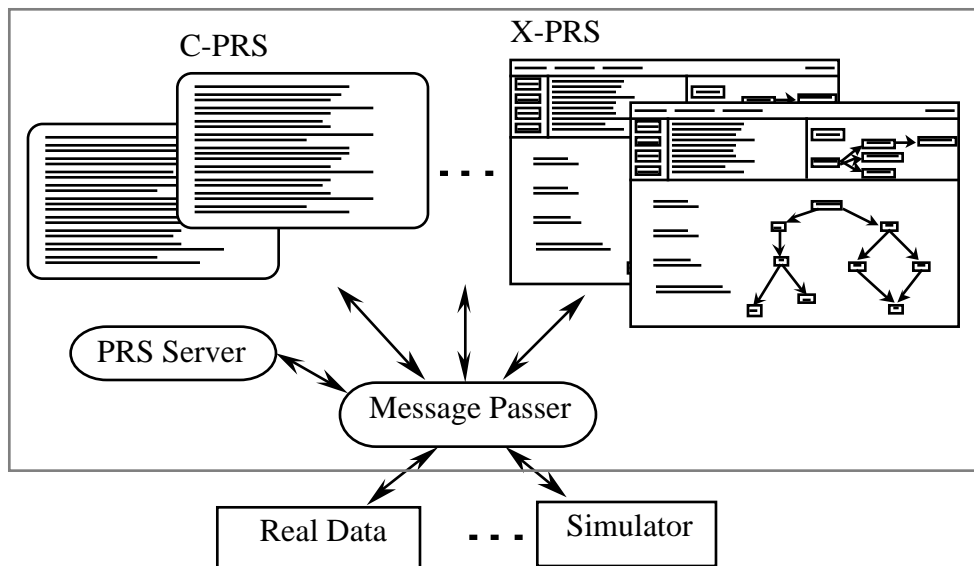 C-PRS
X-PRS
PRS Server
Message Passer
Real Data
Simulator